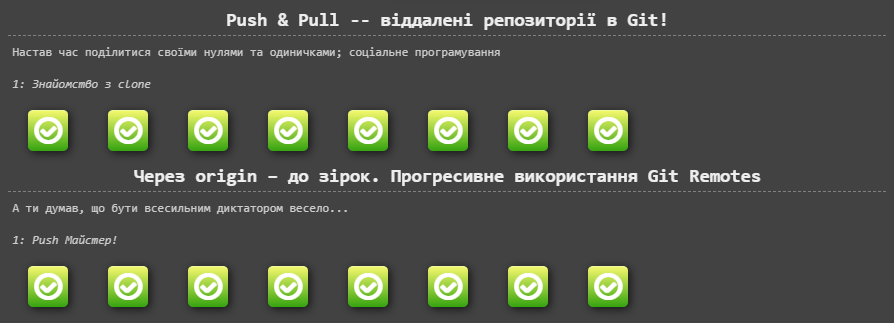 Push & Pull -- віддалені репозиторії в Git!
Настав час поділитися своїми нулями та одиничками; соціальне програмування
1: Знайомство з clone
Через origin – до зірок. Прогресивне використання Git Remotes
А ти думав, що бути всесильним диктатором весело...
1: Push Майстер!